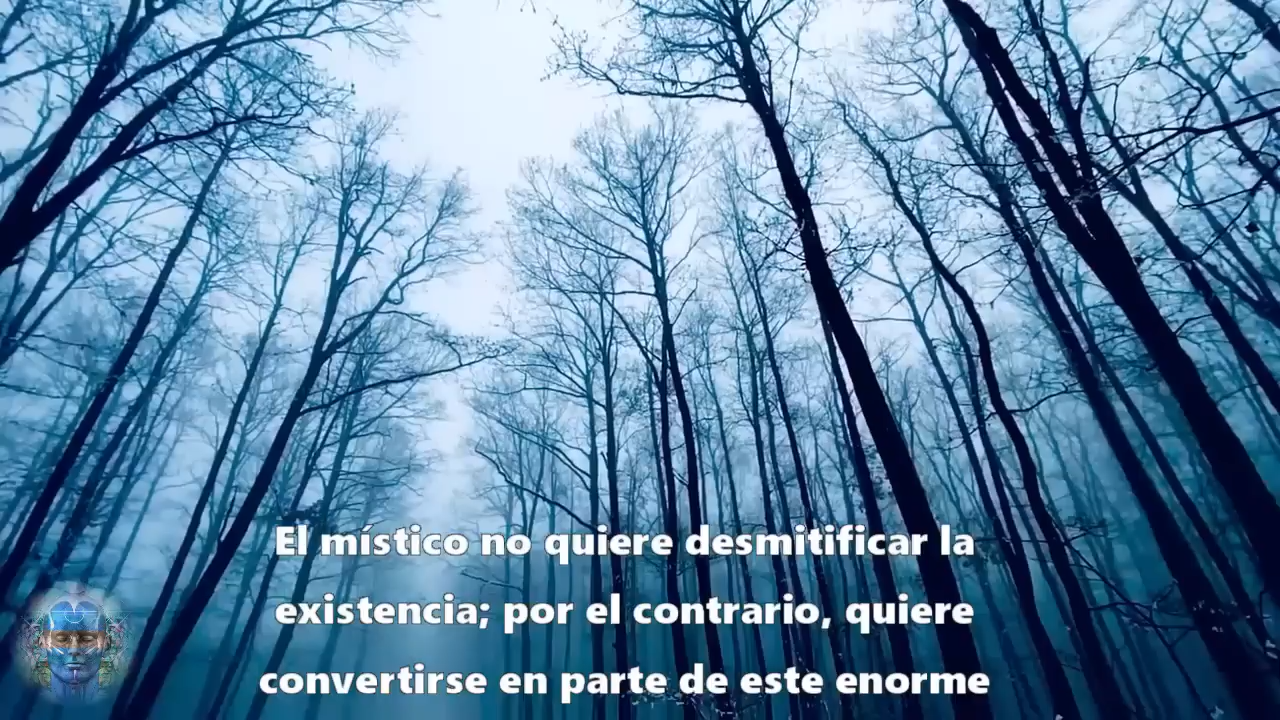 El místico no quiere desmitificar la
existencia; por el contrario, quiere
convertirse en parte de este enorme